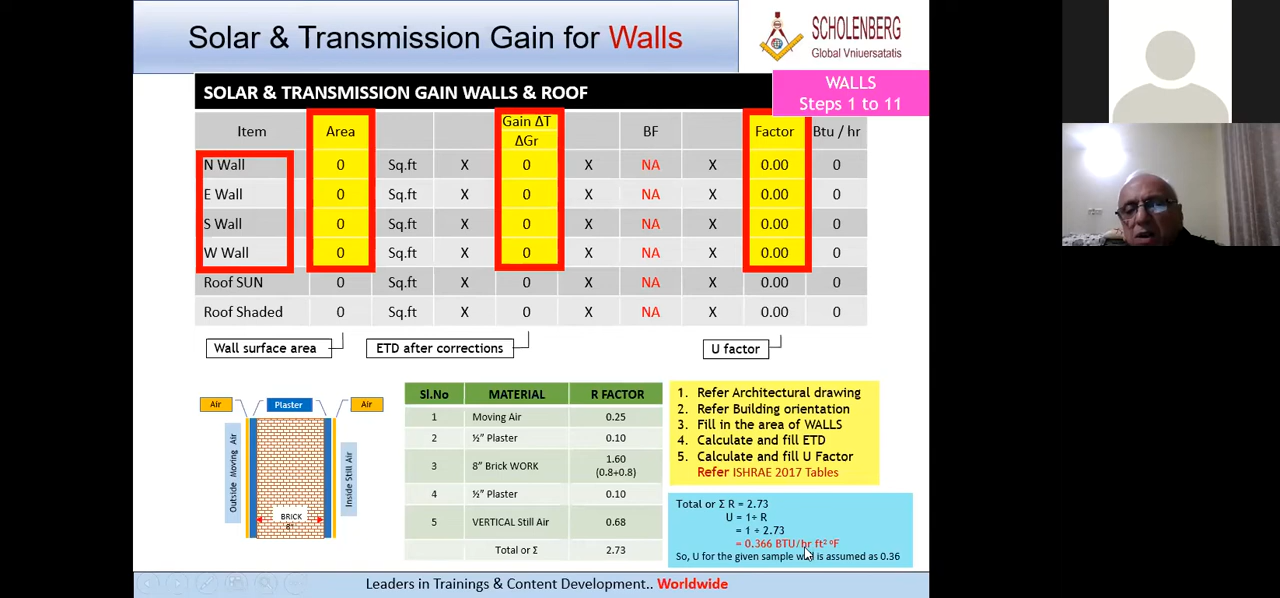 Solar & Transmission Gain for Walls
SCHOLENBERG
Global Vniuersatatis
SOLAR & TRANSMISSION GAIN WALLS & ROOF
WALLS
Steps 1 to 11
Item Area Gain ΔT ΔGr BF Factor Btu / hr
N Wall 0 Sq.ft X 0 X NA X 0.00 0
E Wall 0 Sq.ft X 0 X NA X 0.00 0
S Wall 0 Sq.ft X 0 X NA X 0.00 0
W Wall 0 Sq.ft X 0 X NA X 0.00 0
Roof SUN 0 Sq.ft X 0 X NA X 0.00 0
Roof Shaded 0 Sq.ft X 0 X NA X 0.00 0
Wall surface area
ETD after corrections
U factor
Air Plaster Air
Outside Moving Air
BRICK
8"
Inside Still Air
Sl.No MATERIAL R FACTOR
1 Moving Air 0.25
2 ½" Plaster 0.10
3 8" Brick WORK 1.60 (0.8+0.8)
4 ½" Plaster 0.10
5 VERTICAL Still Air 0.68
Total or Σ 2.73
1. Refer Architectural drawing
2. Refer Building orientation
3. Fill in the area of WALLS
4. Calculate and fill ETD
5. Calculate and fill U Factor
Refer ISHRAE 2017 Tables
Total or Σ R = 2.73
U = 1÷ R
= 1 ÷ 2.73
= 0.366 BTU/hr ft² ºF
So, U for the given sample wall is assumed as 0.36
Leaders in Trainings & Content Development.. Worldwide